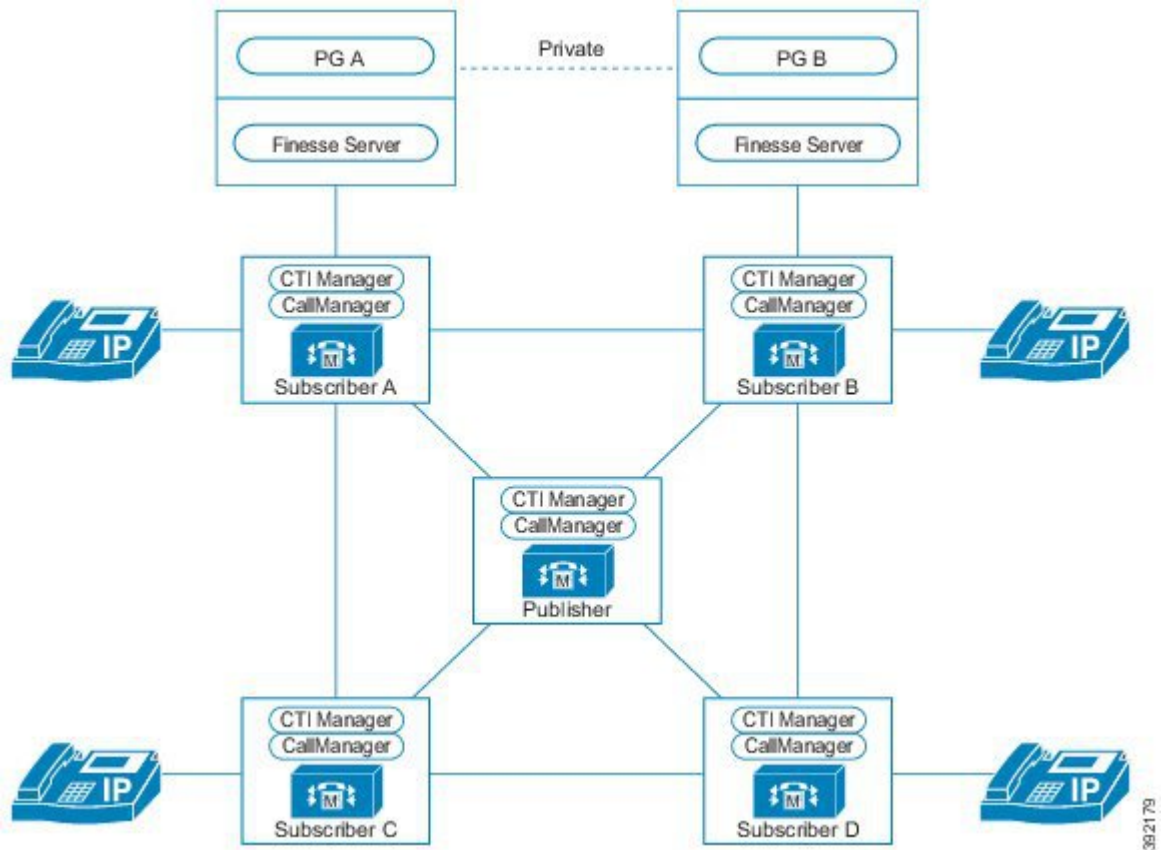 PG A
Private
PG B
Finesse Server
Finesse Server
CTI Manager
CallManager
M
Subscriber A
IP
CTI Manager
CallManager
M
Subscriber B
IP
CTI Manager
CallManager
M
Publisher
CTI Manager
CallManager
M
Subscriber C
IP
CTI Manager
CallManager
M
Subscriber D
IP
392179